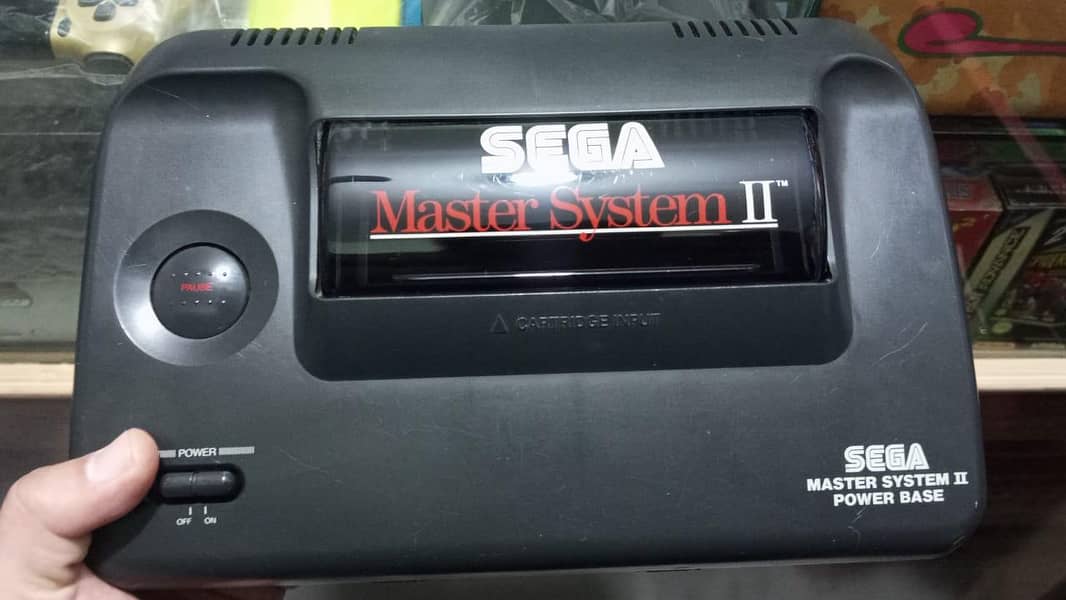 SEGA
Master System II™
PAUSE
△ CARTRIDGE INPUT
POWER
OFF ON
SEGA
MASTER SYSTEM II
POWER BASE